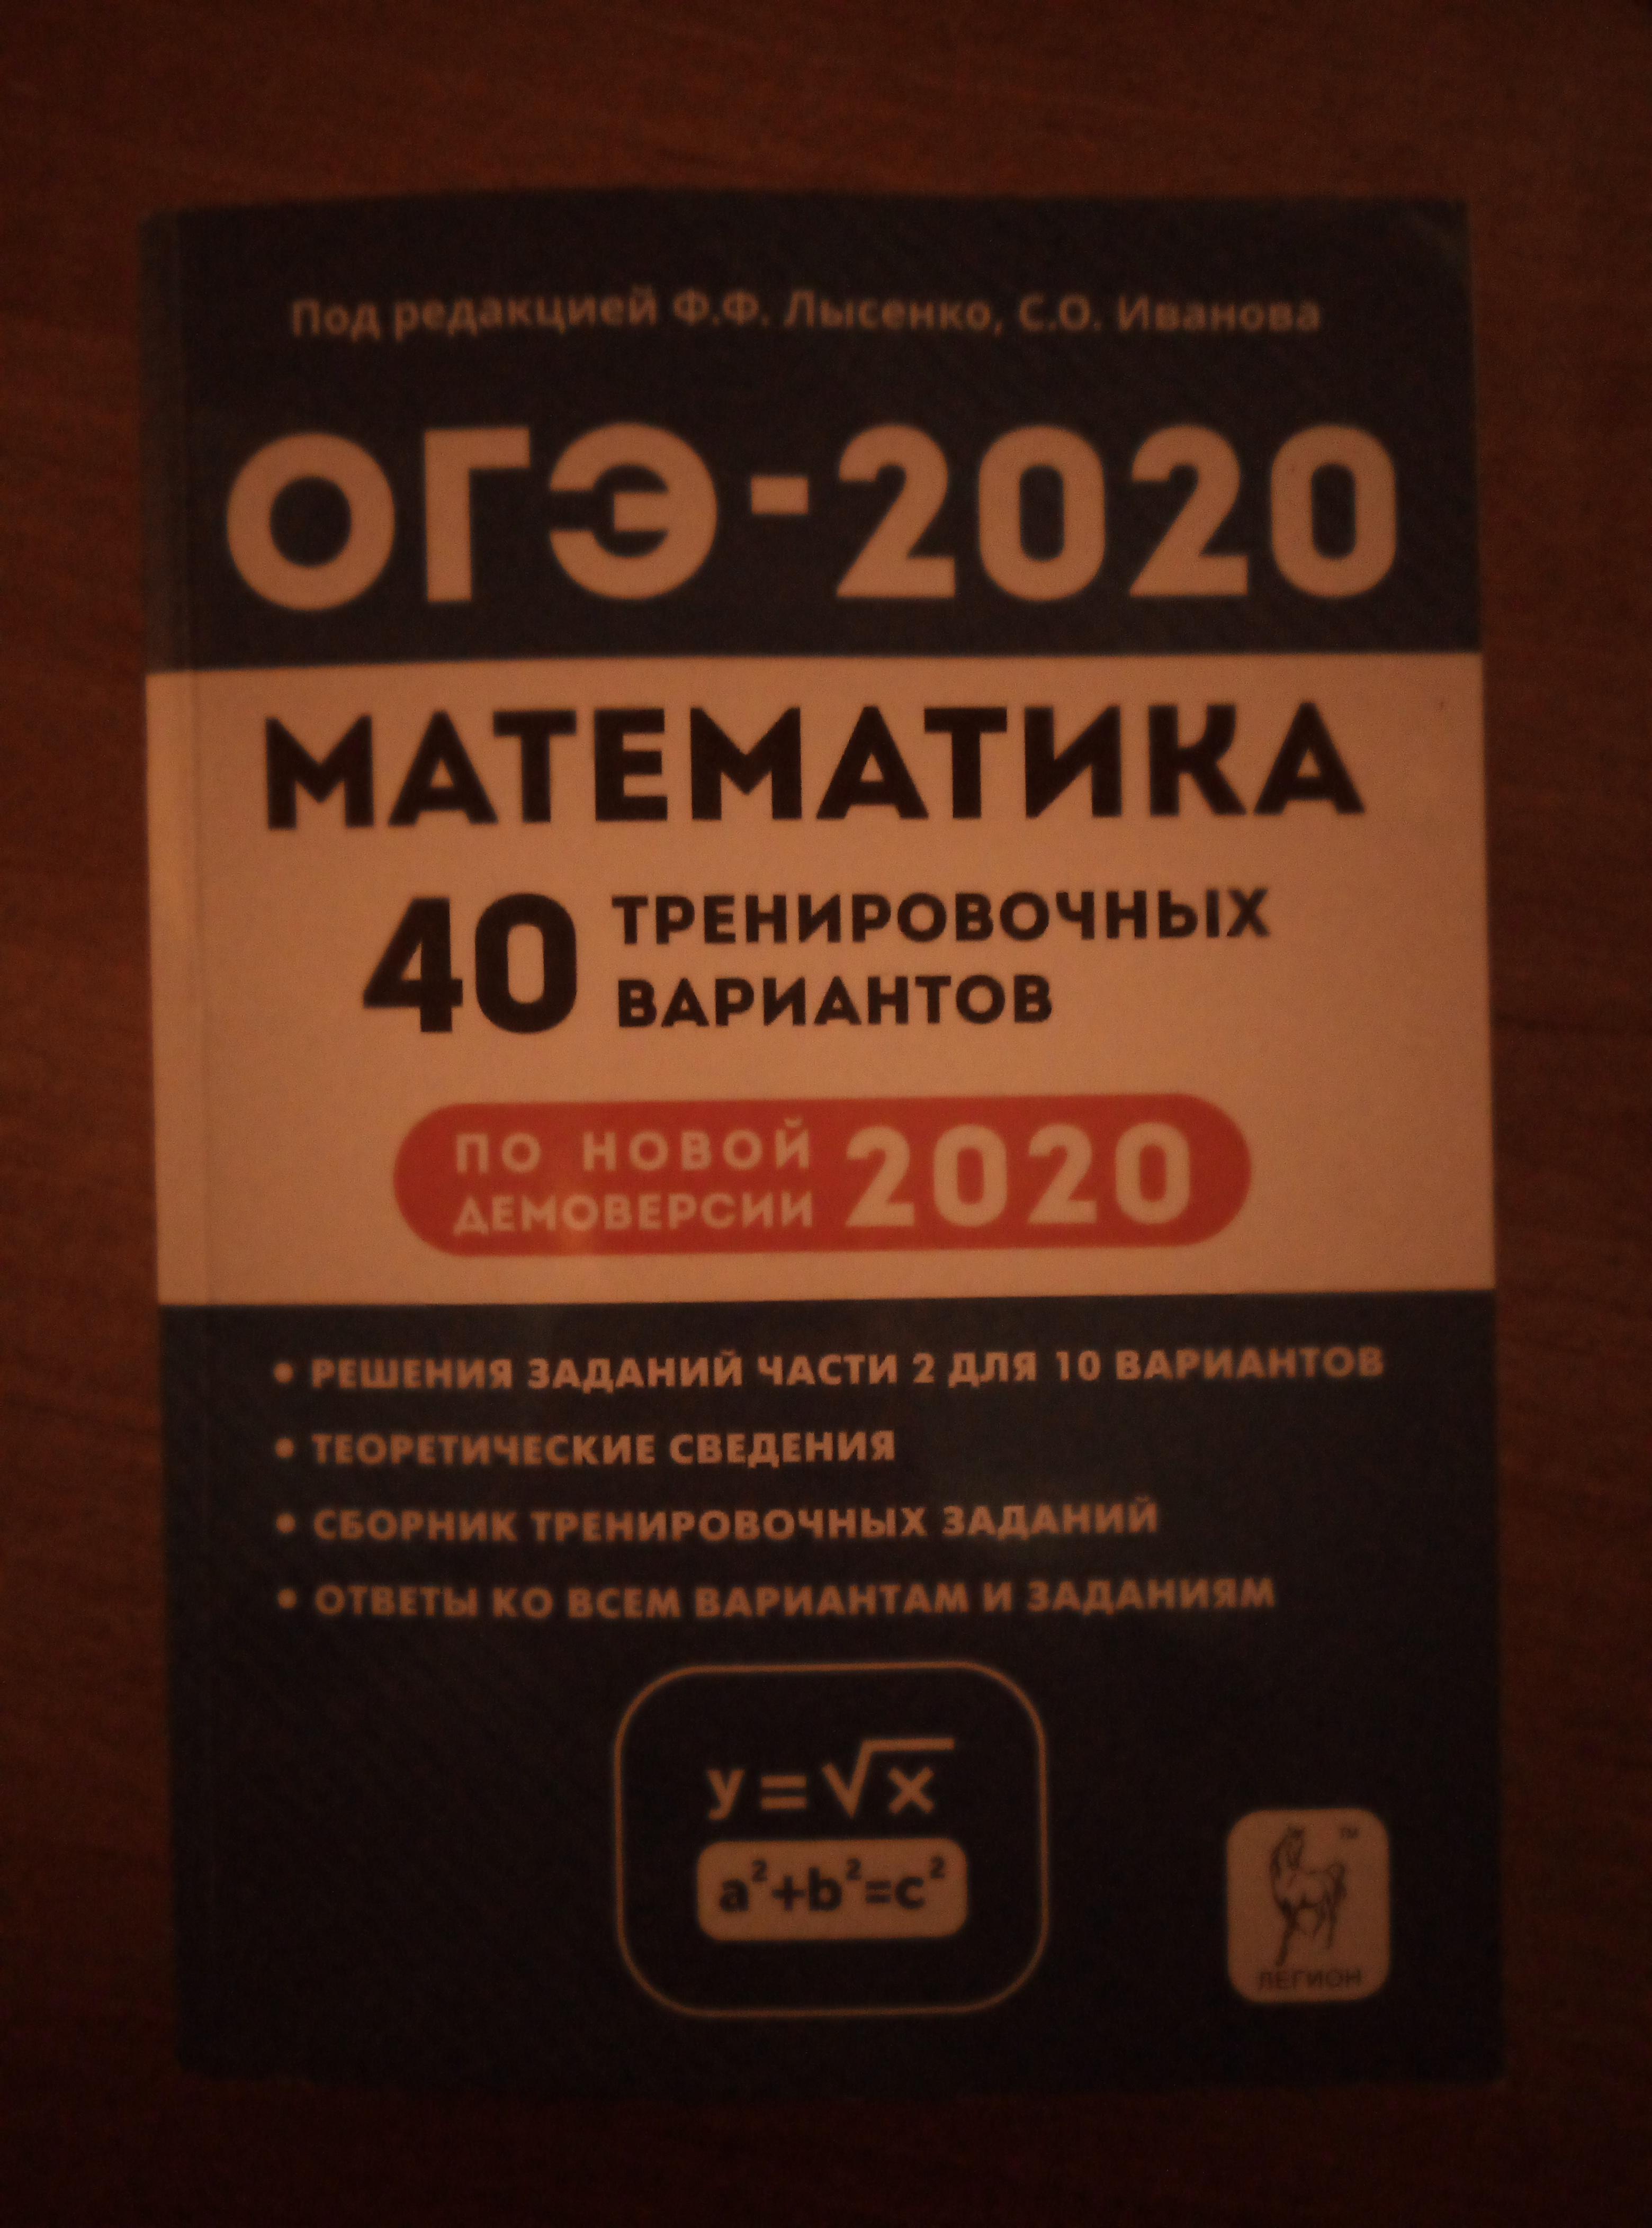 Под редакцией Ф.Ф. Лысенко, С.О. Иванова
ОГЭ-2020
МАТЕМАТИКА
40 ТРЕНИРОВОЧНЫХ
ВАРИАНТОВ
ПО НОВОЙ
ДЕМОВЕРСИИ 2020
• РЕШЕНИЯ ЗАДАНИЙ ЧАСТИ 2 ДЛЯ 10 ВАРИАНТОВ
• ТЕОРЕТИЧЕСКИЕ СВЕДЕНИЯ
• СБОРНИК ТРЕНИРОВОЧНЫХ ЗАДАНИЙ
• ОТВЕТЫ КО ВСЕМ ВАРИАНТАМ И ЗАДАНИЯМ
y=√x
a²+b²=c²
TM
ЛЕГИОН